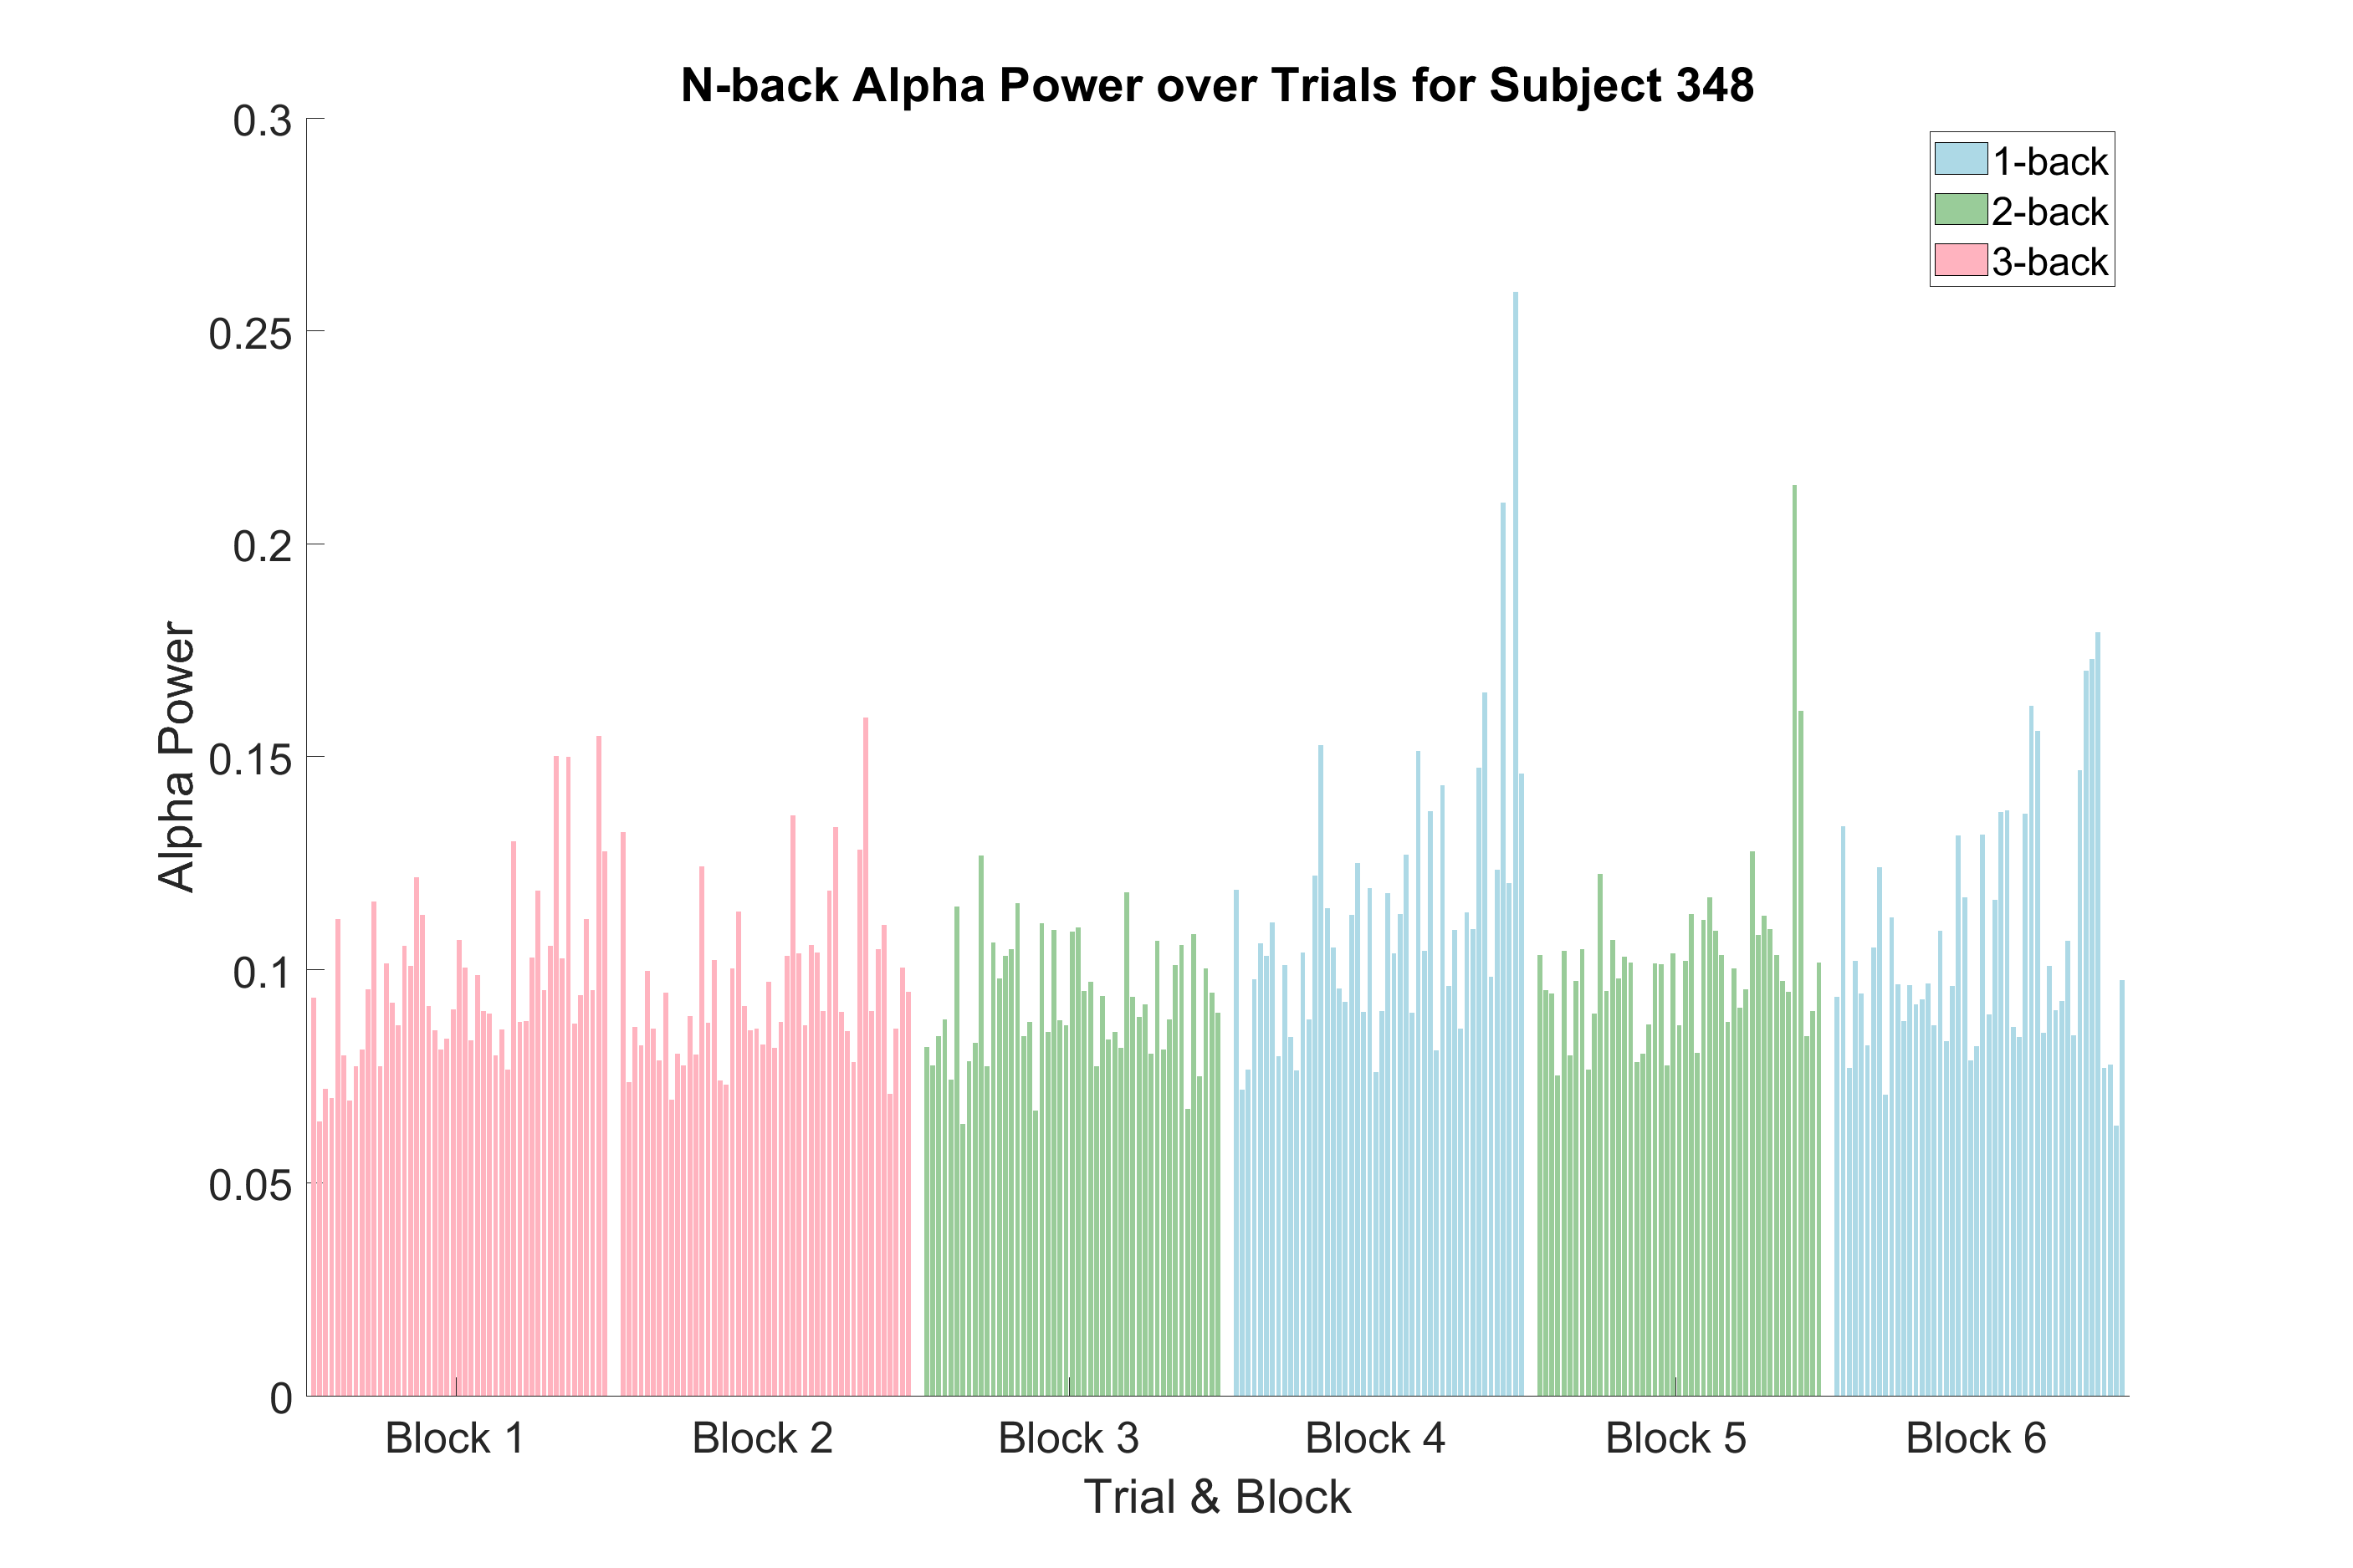 N-back Alpha Power over Trials for Subject 348
1-back
2-back
3-back
0.3
0.25
0.2
0.15
0.1
0.05
0
Alpha Power
Block 1
Block 2
Block 3
Block 4
Block 5
Block 6
Trial & Block